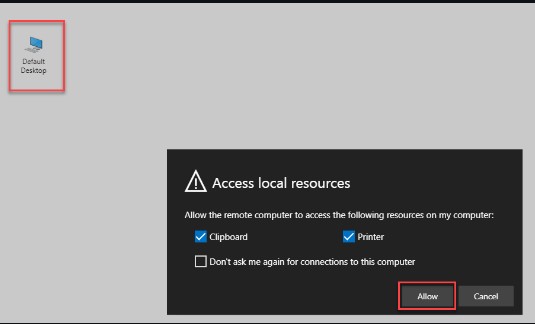 Default
Desktop
Access local resources
Allow the remote computer to access the following resources on my computer:
Clipboard
Printer
Don't ask me again for connections to this computer
Allow
Cancel